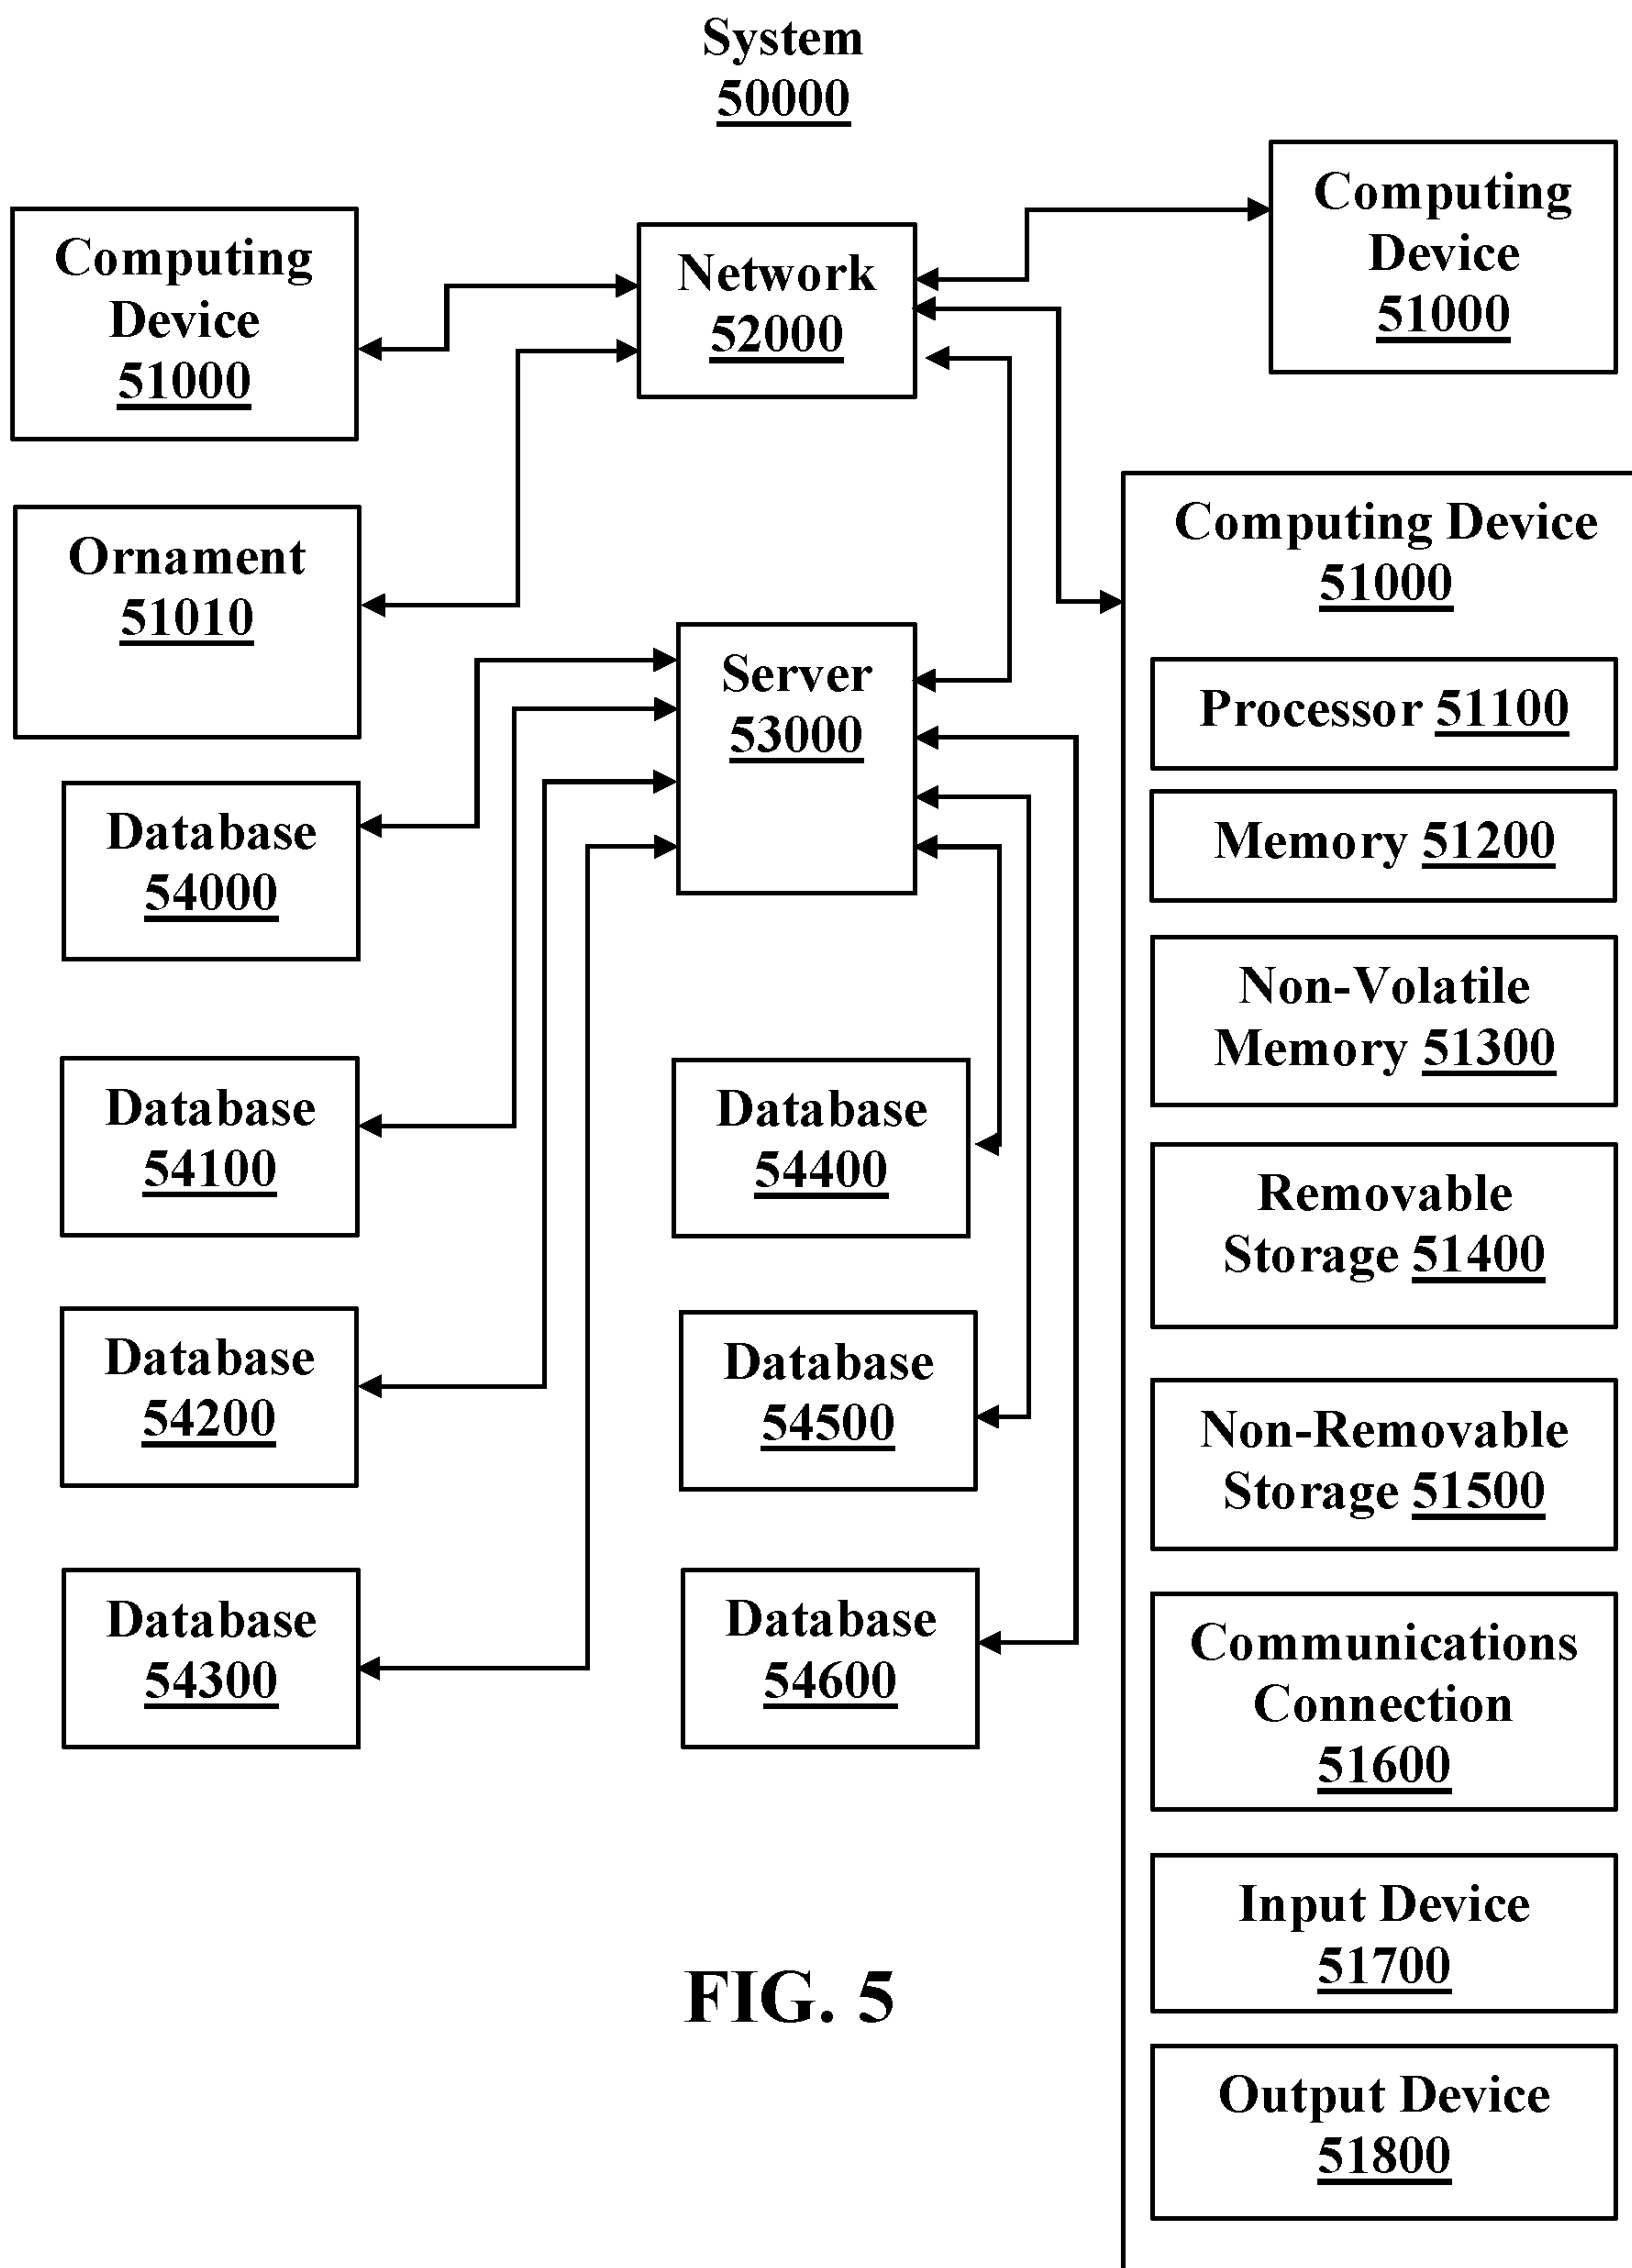 System
50000
Computing
Device
51000
Network
52000
Computing
Device
51000
Ornament
51010
Server
53000
Database
54000
Database
54100
Database
54200
Database
54300
Database
54400
Database
54500
Database
54600
Computing Device
51000
Processor 51100
Memory 51200
Non-Volatile
Memory 51300
Removable
Storage 51400
Non-Removable
Storage 51500
Communications
Connection
51600
Input Device
51700
Output Device
51800
FIG. 5